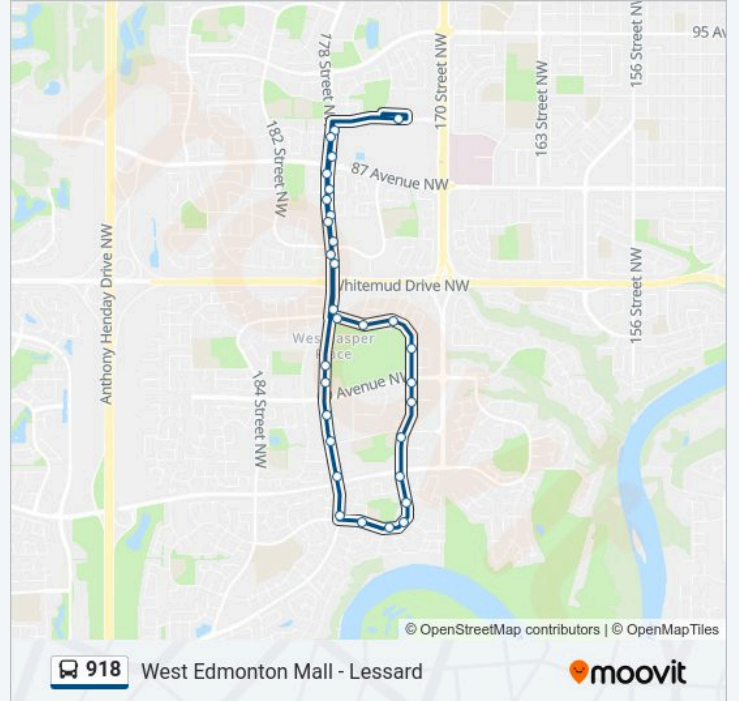 95 Av
156 Street N
178 Street N
170 Street NW
163 Street NW
182 Street NW
87 Avenue NW
Anthony Henday Drive NW
Whitemud Drive NW
156 Street NW
West Jasper
Place
Avenue NW
184 Street NW
© OpenStreetMap contributors | © OpenMapTiles
918 West Edmonton Mall - Lessard
moovit